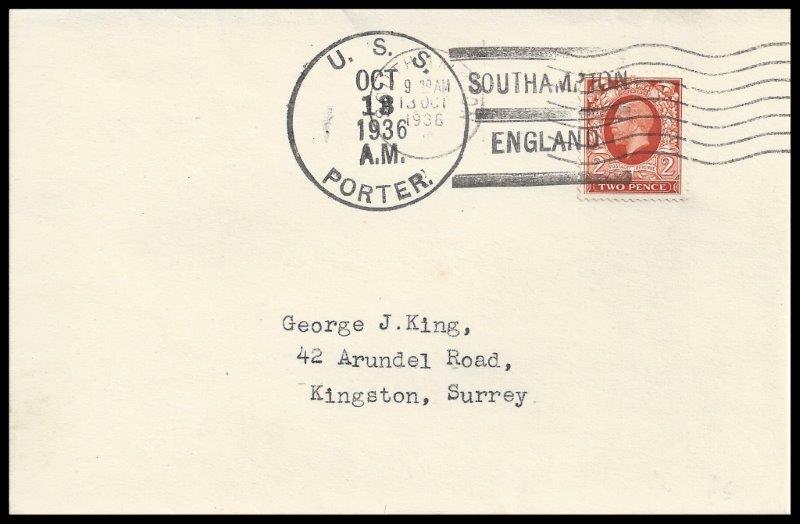 U. S. S.
OCT
13
1936
A.M.
PORTER.
9 30 AM
13 OCT
1936
SOUTHAMPTON
ENGLAND
2 2
TWO PENCE
George J.King,
42 Arundel Road,
Kingston, Surrey